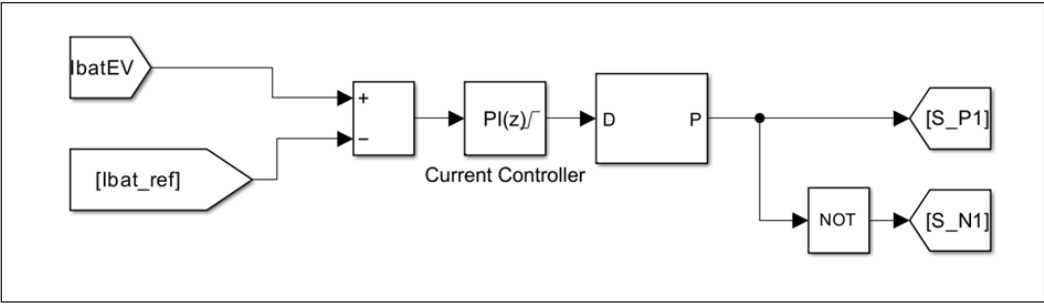 IbatEV
+
−
[Ibat_ref]
PI(z)
Current Controller
D
P
[S_P1]
NOT
[S_N1]